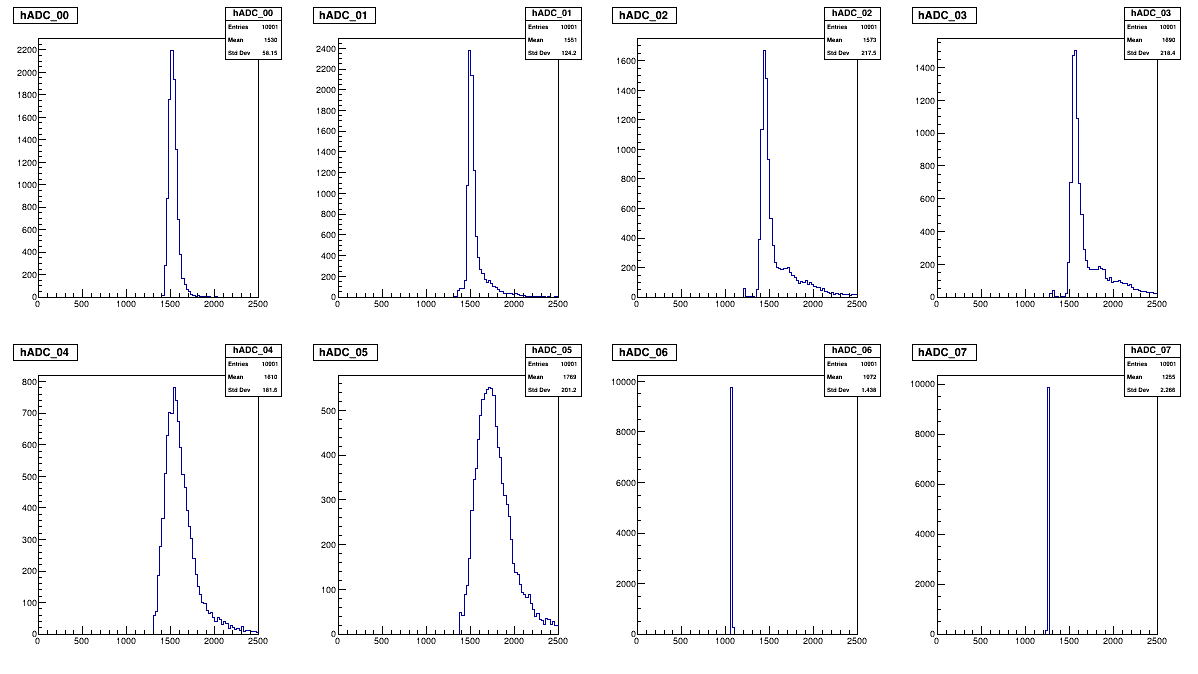 hADC_00
hADC_00
Entries 10001
Mean 1530
Std Dev 58.15
2200
2000
1800
1600
1400
1200
1000
800
600
400
200
0
0 500 1000 1500 2000 2500
hADC_01
hADC_01
Entries 10001
Mean 1551
Std Dev 124.2
2400
2200
2000
1800
1600
1400
1200
1000
800
600
400
200
0
0 500 1000 1500 2000 2500
hADC_02
hADC_02
Entries 10001
Mean 1573
Std Dev 217.5
1600
1400
1200
1000
800
600
400
200
0
0 500 1000 1500 2000 2500
hADC_03
hADC_03
Entries 10001
Mean 1690
Std Dev 218.4
1400
1200
1000
800
600
400
200
0
0 500 1000 1500 2000 2500
hADC_04
hADC_04
Entries 10001
Mean 1610
Std Dev 161.6
800
700
600
500
400
300
200
100
0
0 500 1000 1500 2000 2500
hADC_05
hADC_05
Entries 10001
Mean 1769
Std Dev 201.2
500
400
300
200
100
0
0 500 1000 1500 2000 2500
hADC_06
hADC_06
Entries 10001
Mean 1072
Std Dev 1.438
10000
8000
6000
4000
2000
0
0 500 1000 1500 2000 2500
hADC_07
hADC_07
Entries 10001
Mean 1255
Std Dev 2.266
10000
8000
6000
4000
2000
0
0 500 1000 1500 2000 2500